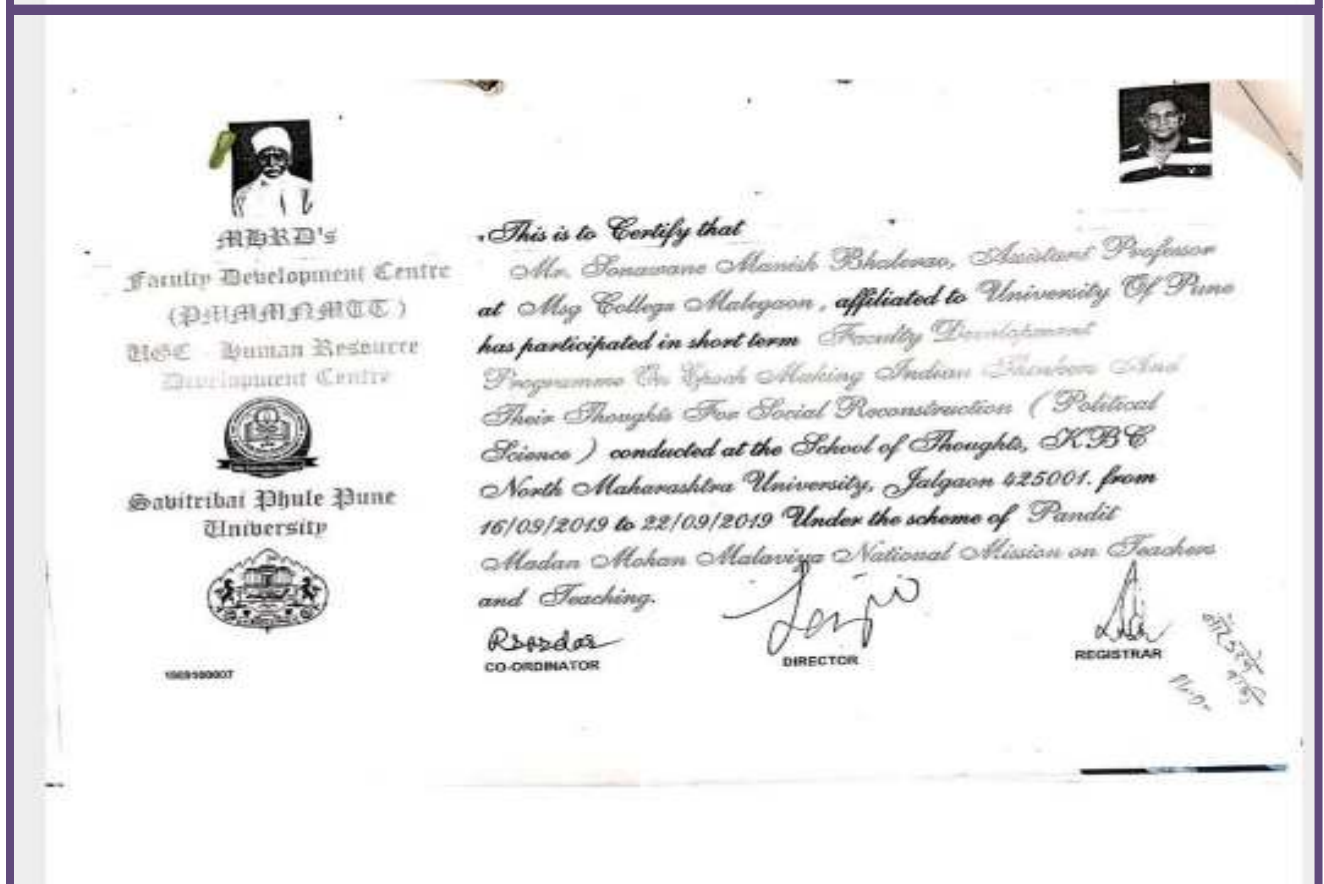 MHRD's
Faculty Development Centre
(PMMMNMTT)
UGC - Human Resource
Development Centre
Savitribai Phule Pune
University
1909100007
This is to Certify that
Mr. Sonawane Manish Bhalerao, Assistant Professor
at Msg College Malegaon, affiliated to University Of Pune
has participated in short term Faculty Development
Programme On Epoch Making Indian Thinkers And
Their Thoughts For Social Reconstruction ( Political
Science ) conducted at the School of Thoughts, KBC
North Maharashtra University, Jalgaon 425001. from
16/09/2019 to 22/09/2019 Under the scheme of Pandit
Madan Mohan Malaviya National Mission on Teachers
and Teaching.
CO-ORDINATOR
DIRECTOR
REGISTRAR